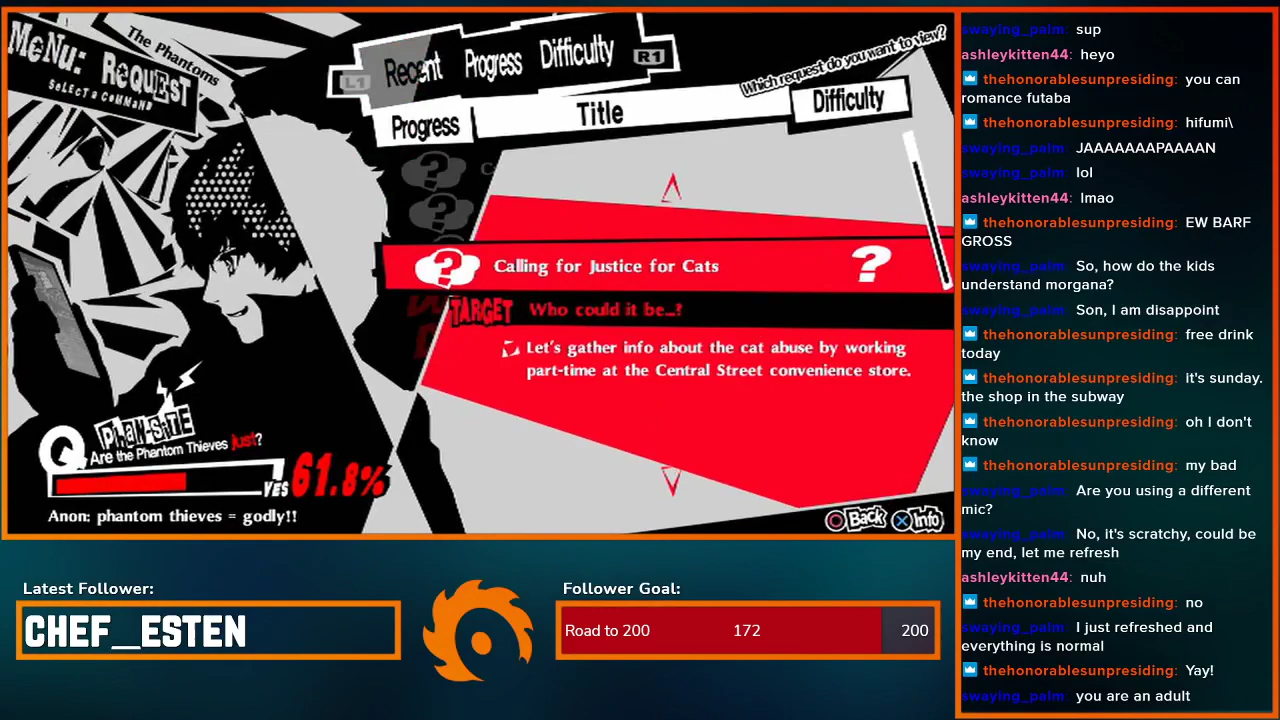 MeNu: ReQuEST
SeLeCT a CoMMaND
The Phantoms
L1
Recent
Progress
Difficulty
R1
Which request do you want to view?
Progress
Title
Difficulty
?
?
? Calling for Justice for Cats ?
TARGET Who could it be...?
Let's gather info about the cat abuse by working
part-time at the Central Street convenience store.
PHaN-SiTE
Q Are the Phantom Thieves just?
YES 61.8%
Anon: phantom thieves = godly!!
Back
Info
Latest Follower:
CHEF_ESTEN
Follower Goal:
Road to 200 172 200
swaying_palm: sup
ashleykitten44: heyo
thehonorablesunpresiding: you can
romance futaba
thehonorablesunpresiding: hifumi\
swaying_palm: JAAAAAAAPAAAAN
swaying_palm: lol
ashleykitten44: lmao
thehonorablesunpresiding: EW BARF
GROSS
swaying_palm: So, how do the kids
understand morgana?
swaying_palm: Son, I am disappoint
thehonorablesunpresiding: free drink
today
thehonorablesunpresiding: it's sunday.
the shop in the subway
thehonorablesunpresiding: oh I don't
know
thehonorablesunpresiding: my bad
swaying_palm: Are you using a different
mic?
swaying_palm: No, it's scratchy, could be
my end, let me refresh
ashleykitten44: nuh
thehonorablesunpresiding: no
swaying_palm: I just refreshed and
everything is normal
thehonorablesunpresiding: Yay!
swaying_palm: you are an adult